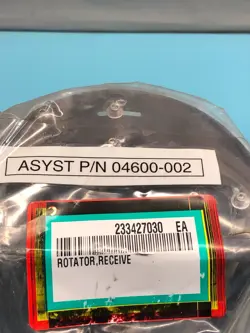 ASYST P/N 04600-002
233427030 EA
ROTATOR,RECEIVE